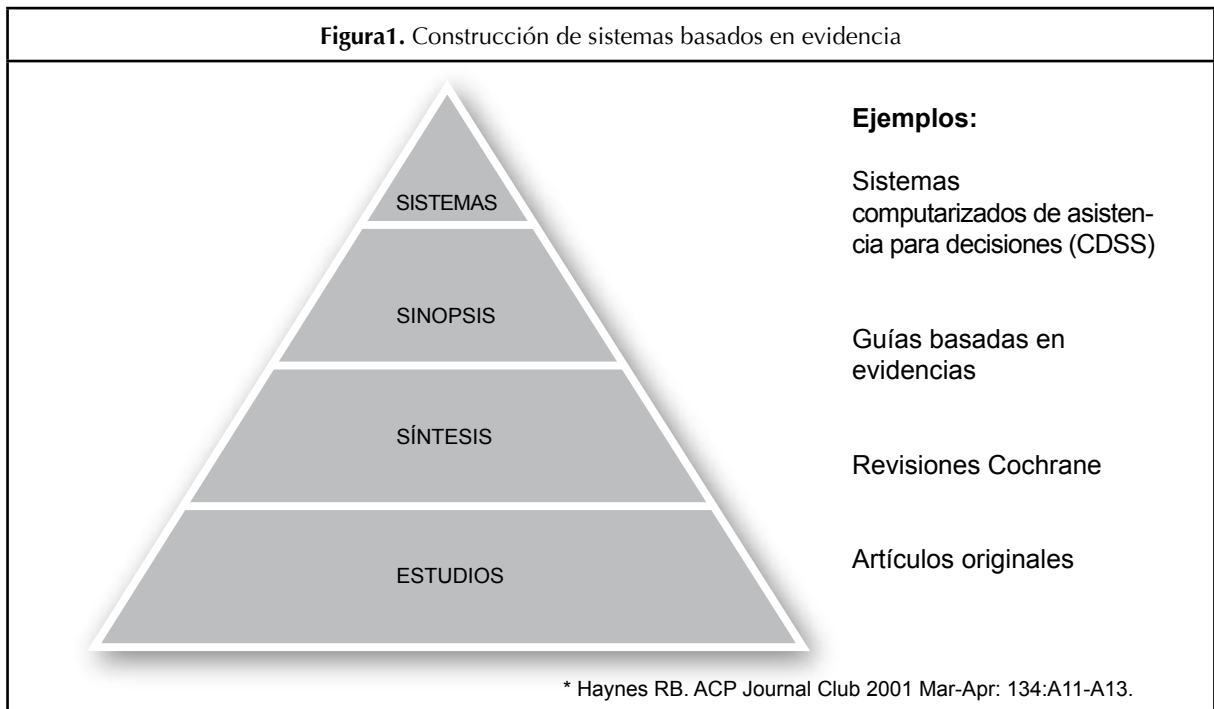 Figura1. Construcción de sistemas basados en evidencia
SISTEMAS
SINOPSIS
SÍNTESIS
ESTUDIOS
Ejemplos:
Sistemas
computarizados de asisten-
cia para decisiones (CDSS)
Guías basadas en
evidencias
Revisiones Cochrane
Artículos originales
* Haynes RB. ACP Journal Club 2001 Mar-Apr: 134:A11-A13.